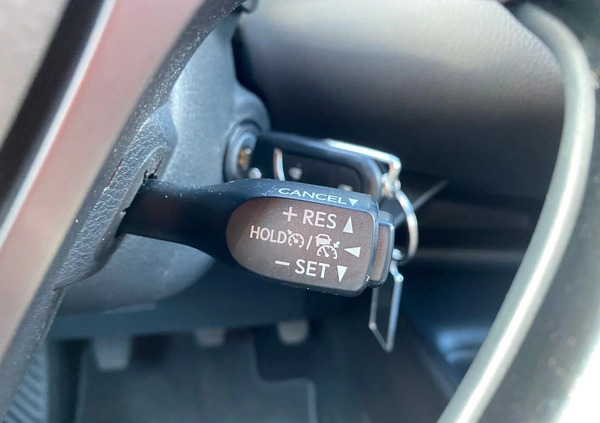 CANCEL▼
+ RES ▲
HOLD / ◀
− SET ▼